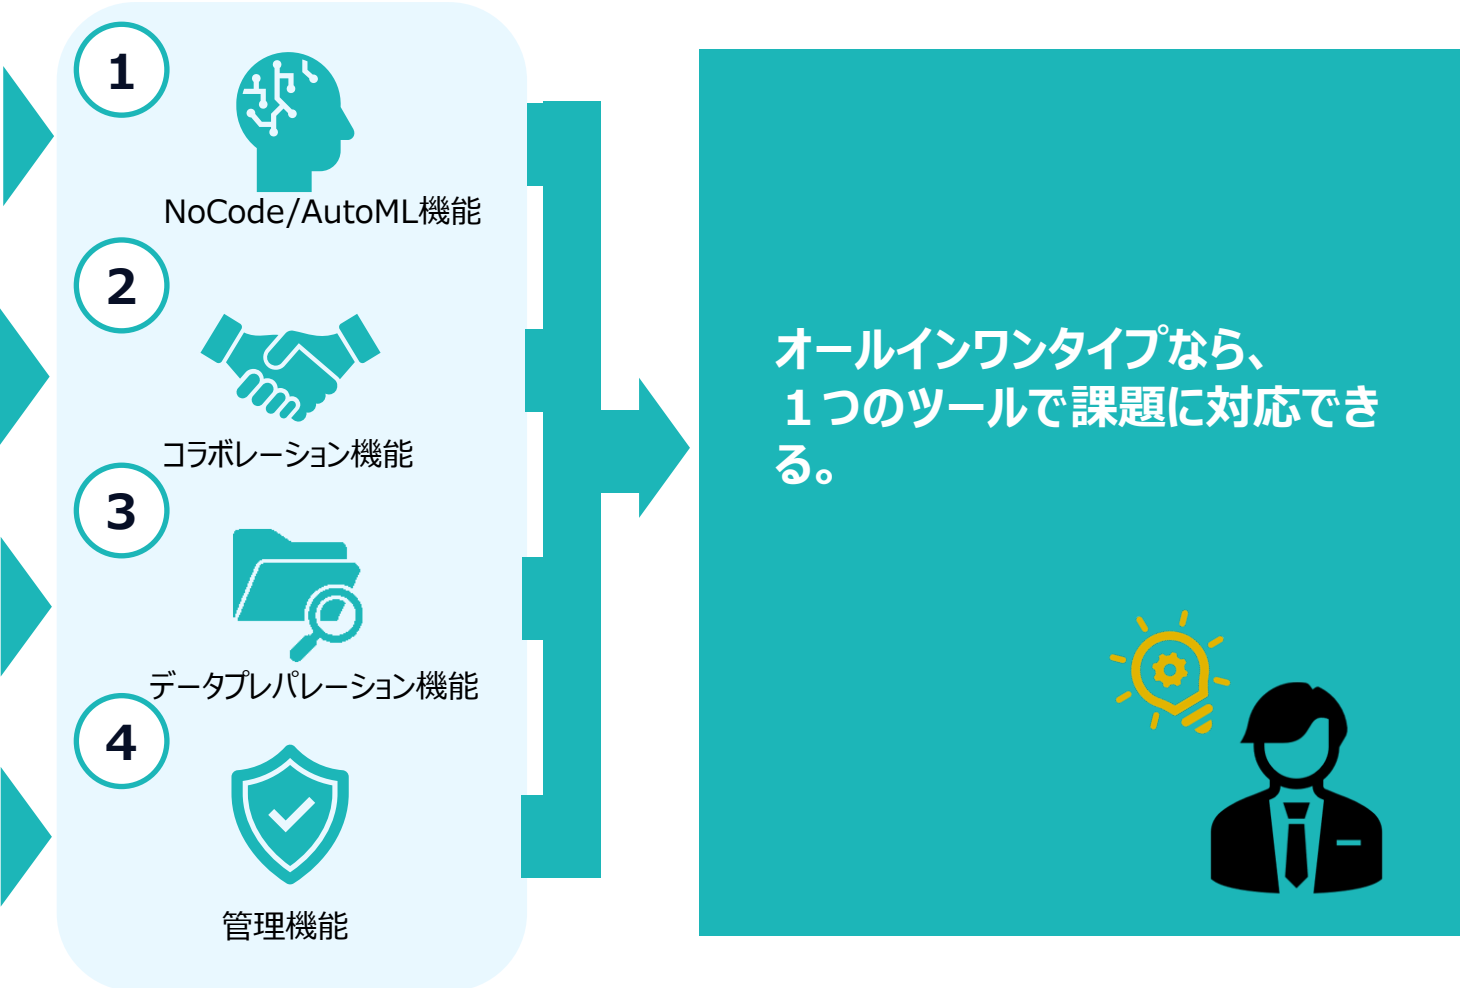 1
NoCode/AutoML機能
2
コラボレーション機能
3
データプレパレーション機能
4
管理機能
オールインワンタイプなら、
１つのツールで課題に対応でき
る。